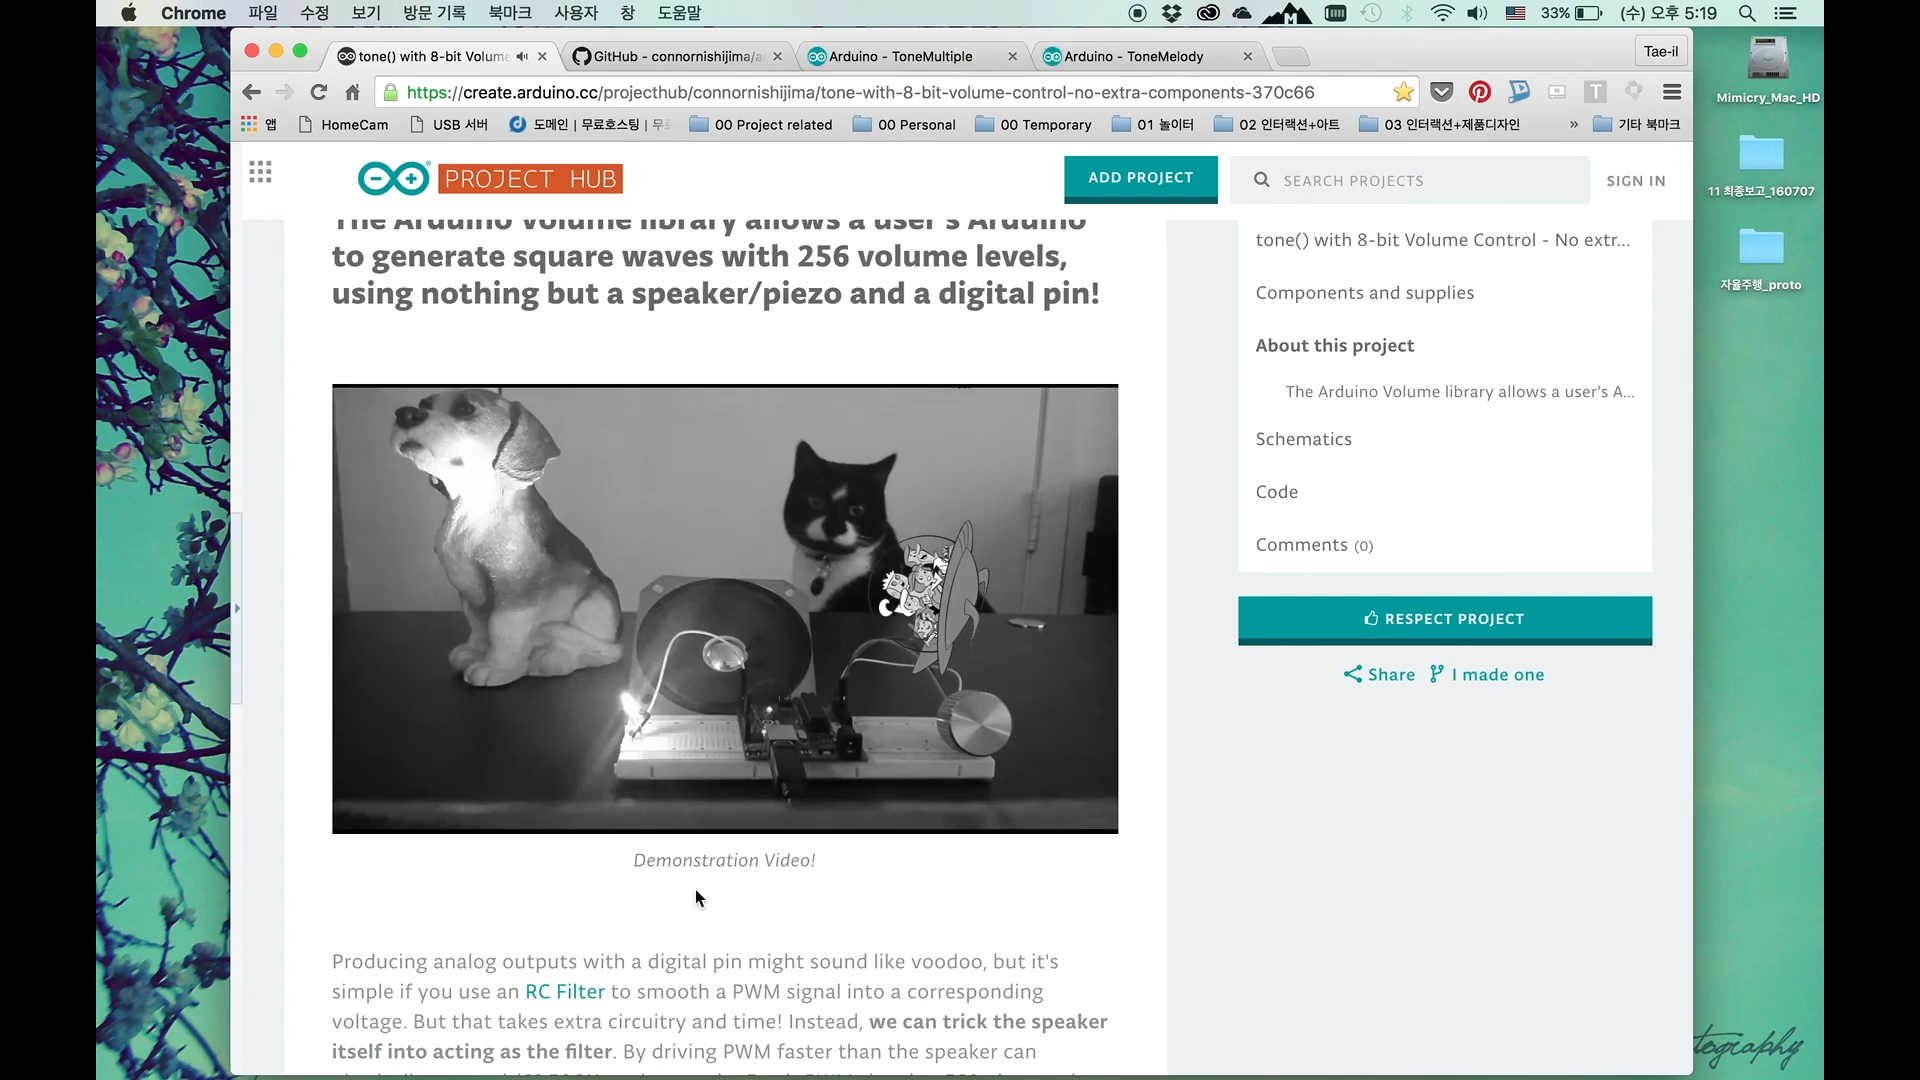 Chrome 파일 수정 보기 방문 기록 북마크 사용자 창 도움말 33% (수) 오후 5:19
tone() with 8-bit Volume GitHub - connornishijima/a Arduino - ToneMultiple Arduino - ToneMelody Tae-il
https://create.arduino.cc/projecthub/connornishijima/tone-with-8-bit-volume-control-no-extra-components-370c66
앱 HomeCam USB 서버 도메인 | 무료호스팅 | 00 Project related 00 Personal 00 Temporary 01 놀이터 02 인터랙션+아트 03 인터랙션+제품디자인 » 기타 북마크
Mimicry_Mac_HD
11 최종보고_160707
자율주행_proto
PROJECT HUB ADD PROJECT SEARCH PROJECTS SIGN IN
The Arduino Volume library allows a user's Arduino
to generate square waves with 256 volume levels,
using nothing but a speaker/piezo and a digital pin!
Demonstration Video!
Producing analog outputs with a digital pin might sound like voodoo, but it's
simple if you use an RC Filter to smooth a PWM signal into a corresponding
voltage. But that takes extra circuitry and time! Instead, we can trick the speaker
itself into acting as the filter. By driving PWM faster than the speaker can
tone() with 8-bit Volume Control - No extr...
Components and supplies
About this project
The Arduino Volume library allows a user's A...
Schematics
Code
Comments (0)
RESPECT PROJECT
Share I made one
tography